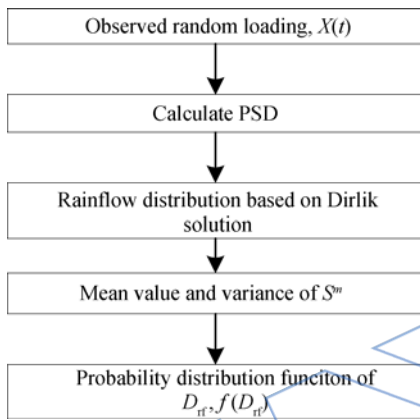 Observed random loading, X(t)
Calculate PSD
Rainflow distribution based on Dirlik
solution
Mean value and variance of Sᵐ
Probability distribution funciton of
D_rf, f(D_rf)